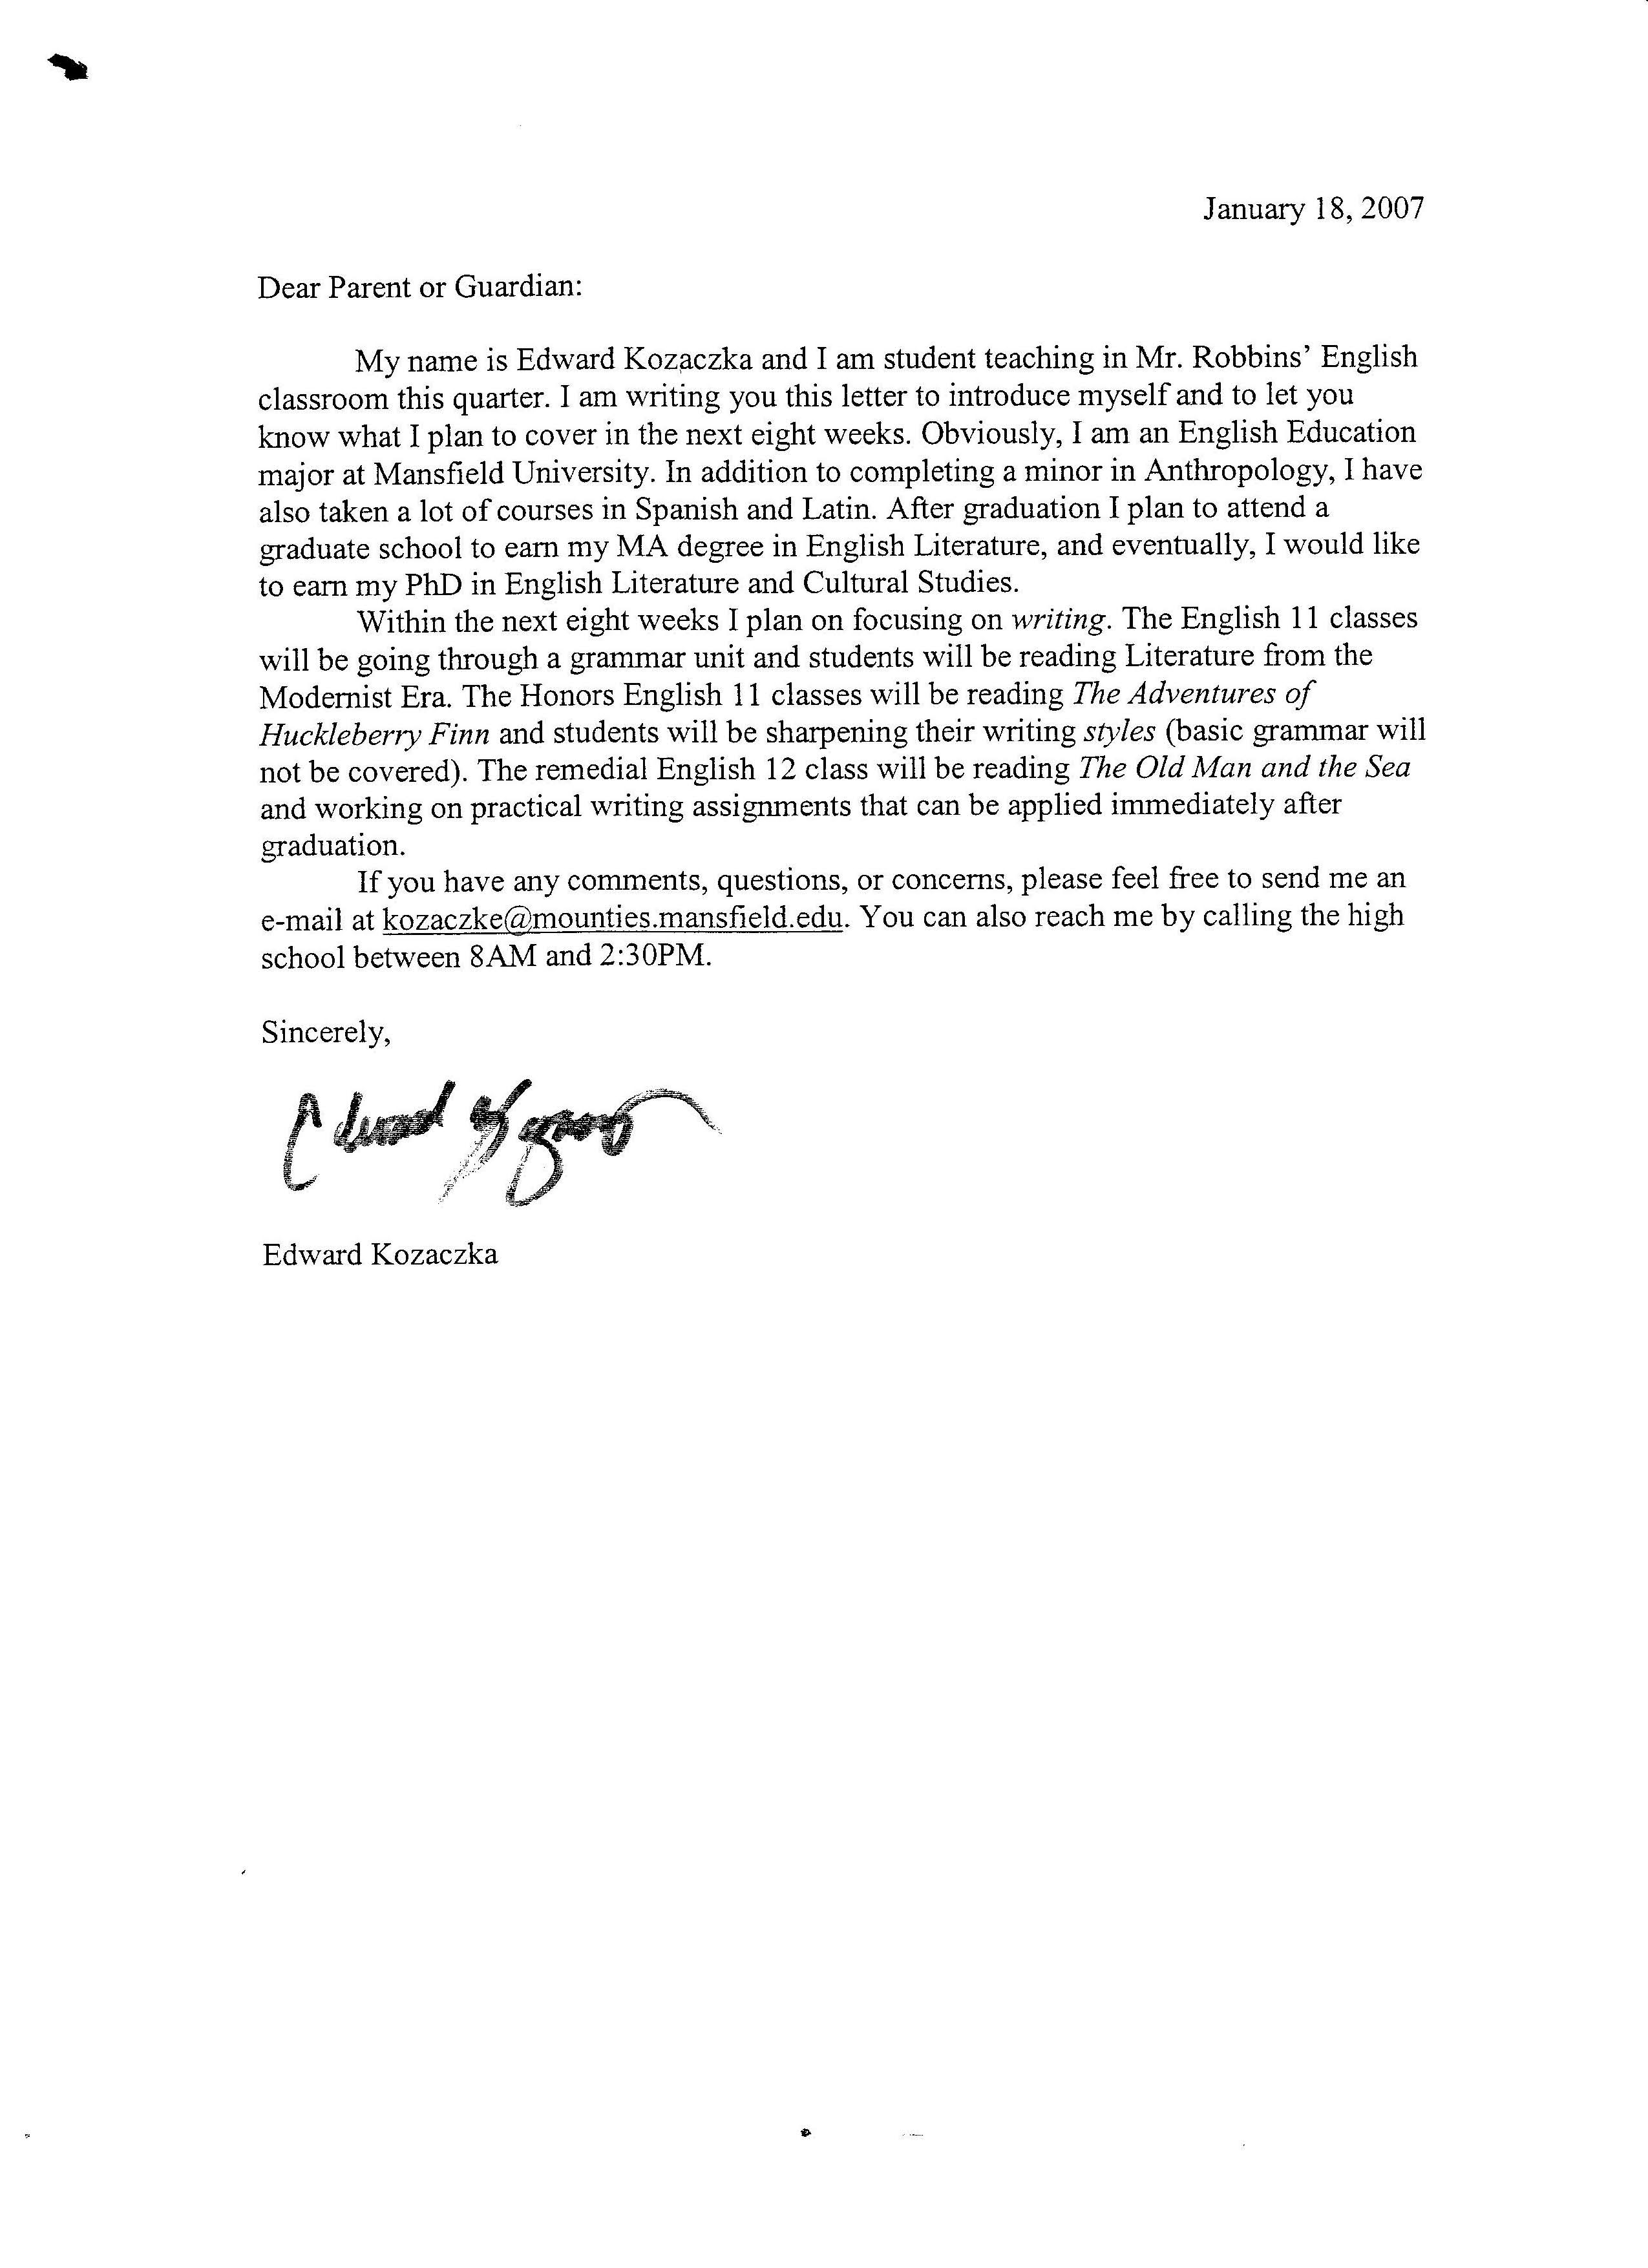 January 18, 2007
Dear Parent or Guardian:
My name is Edward Kozaczka and I am student teaching in Mr. Robbins’ English
classroom this quarter. I am writing you this letter to introduce myself and to let you
know what I plan to cover in the next eight weeks. Obviously, I am an English Education
major at Mansfield University. In addition to completing a minor in Anthropology, I have
also taken a lot of courses in Spanish and Latin. After graduation I plan to attend a
graduate school to earn my MA degree in English Literature, and eventually, I would like
to earn my PhD in English Literature and Cultural Studies.
Within the next eight weeks I plan on focusing on writing. The English 11 classes
will be going through a grammar unit and students will be reading Literature from the
Modernist Era. The Honors English 11 classes will be reading The Adventures of
Huckleberry Finn and students will be sharpening their writing styles (basic grammar will
not be covered). The remedial English 12 class will be reading The Old Man and the Sea
and working on practical writing assignments that can be applied immediately after
graduation.
If you have any comments, questions, or concerns, please feel free to send me an
e-mail at kozaczke@mounties.mansfield.edu. You can also reach me by calling the high
school between 8AM and 2:30PM.
Sincerely,
Edward Kozaczka